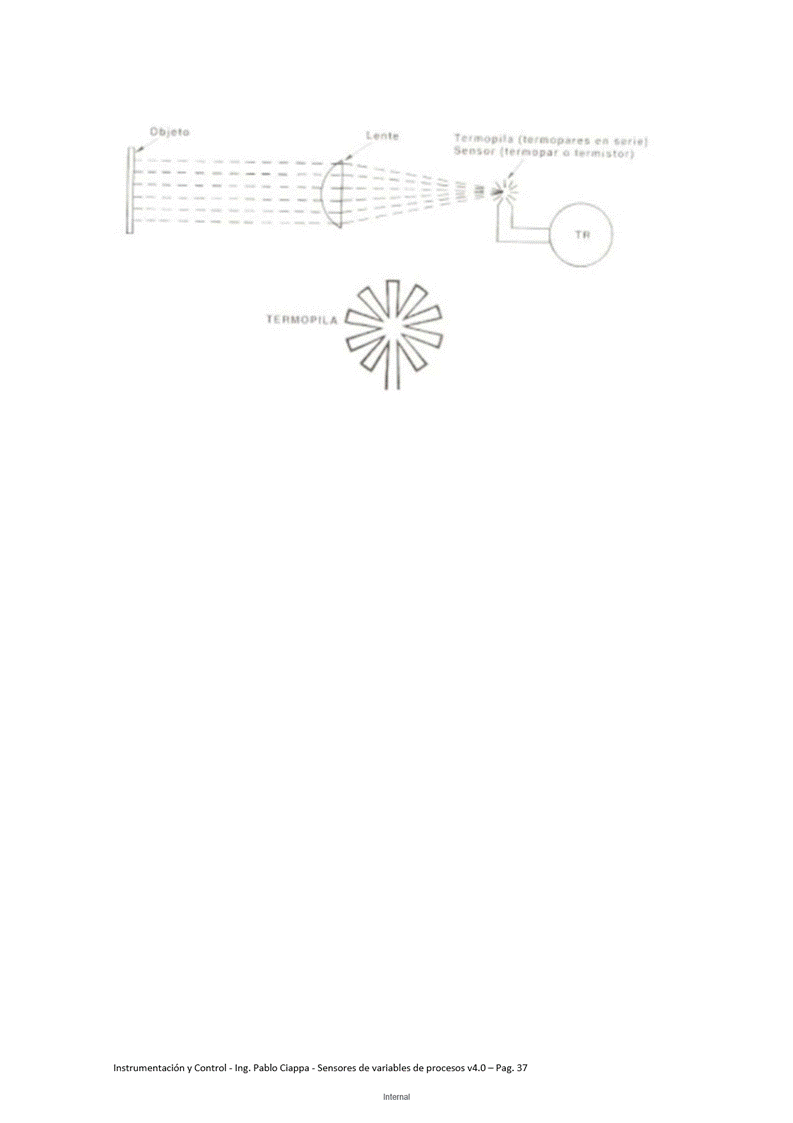 Objeto
Lente
Termopila (termopares en serie)
Sensor (termopar o termistor)
TR
TERMOPILA
Instrumentación y Control - Ing. Pablo Ciappa - Sensores de variables de procesos v4.0 – Pag. 37
Internal